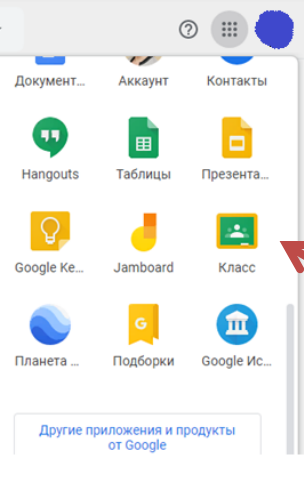 Документ... Аккаунт Контакты
Hangouts Таблицы Презента...
Google Ke... Jamboard Класс
G
Планета ... Подборки Google Ис...
Другие приложения и продукты
от Google